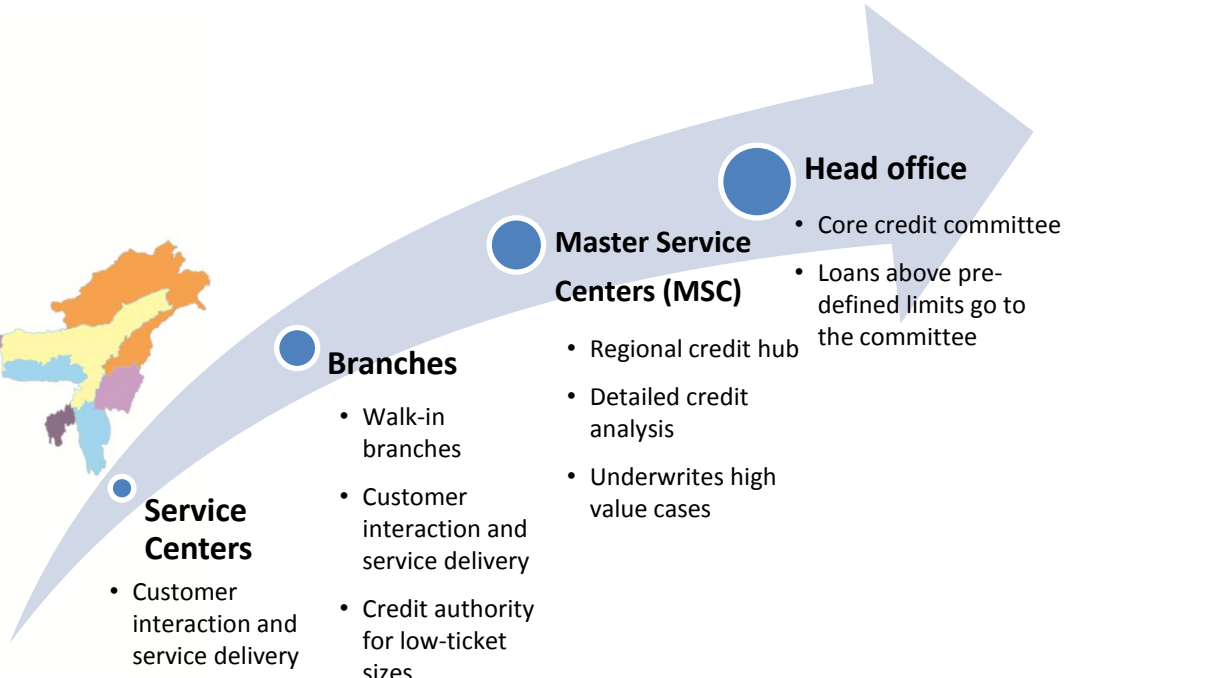 Service
Centers
• Customer
interaction and
service delivery
Branches
• Walk-in
branches
• Customer
interaction and
service delivery
• Credit authority
for low-ticket
sizes
Master Service
Centers (MSC)
• Regional credit hub
• Detailed credit
analysis
• Underwrites high
value cases
Head office
• Core credit committee
• Loans above pre-
defined limits go to
the committee